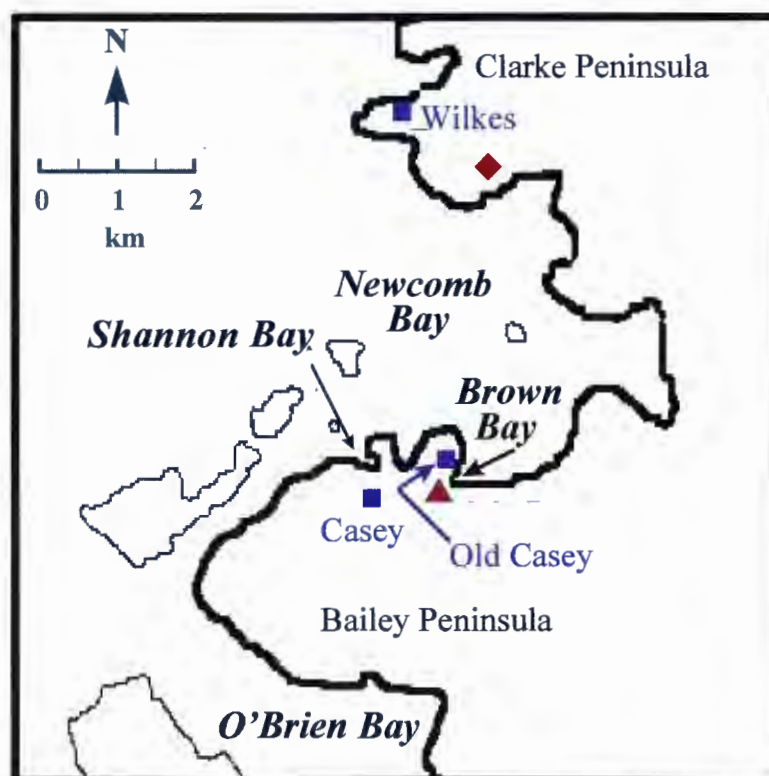 N
Clarke Peninsula
Wilkes
0 1 2
km
Newcomb
Bay
Shannon Bay
Brown
Bay
Casey
Old Casey
Bailey Peninsula
O'Brien Bay